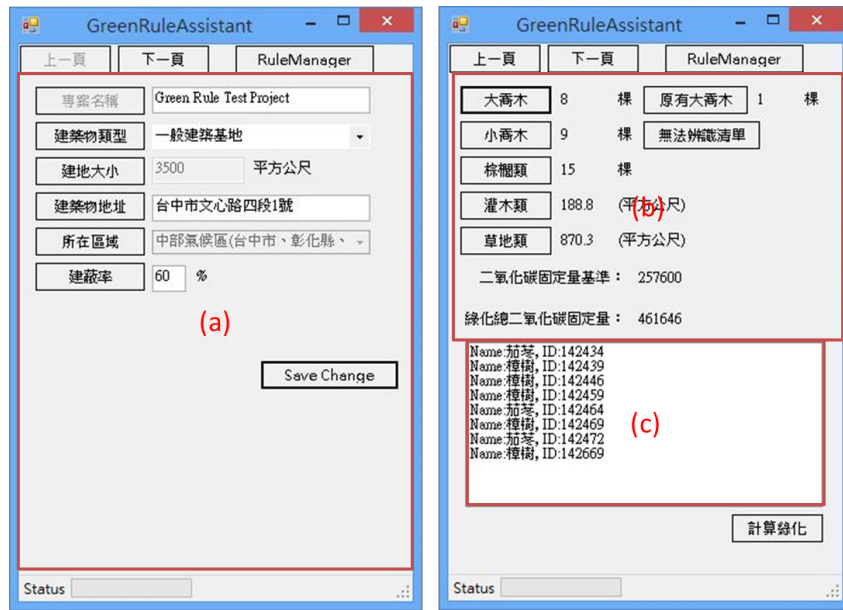 GreenRuleAssistant
上一頁 下一頁 RuleManager
專案名稱 Green Rule Test Project
建築物類型 一般建築基地
建地大小 3500 平方公尺
建築物地址 台中市文心路四段1號
所在區域 中部氣候區(台中市、彰化縣、
建蔽率 60 %
(a)
Save Change
Status
GreenRuleAssistant
上一頁 下一頁 RuleManager
大喬木 8 棵 原有大喬木 1 棵
小喬木 9 棵 無法辨識清單
棕櫚類 15 棵
灌木類 188.8 (平方公尺)
(b)
草地類 870.3 (平方公尺)
二氧化碳固定量基準： 257600
綠化總二氧化碳固定量： 461646
Name:茄苳, ID:142434
Name:樟樹, ID:142439
Name:樟樹, ID:142446
Name:樟樹, ID:142459
Name:茄苳, ID:142464
Name:樟樹, ID:142469
Name:茄苳, ID:142472
Name:樟樹, ID:142669
(c)
計算綠化
Status